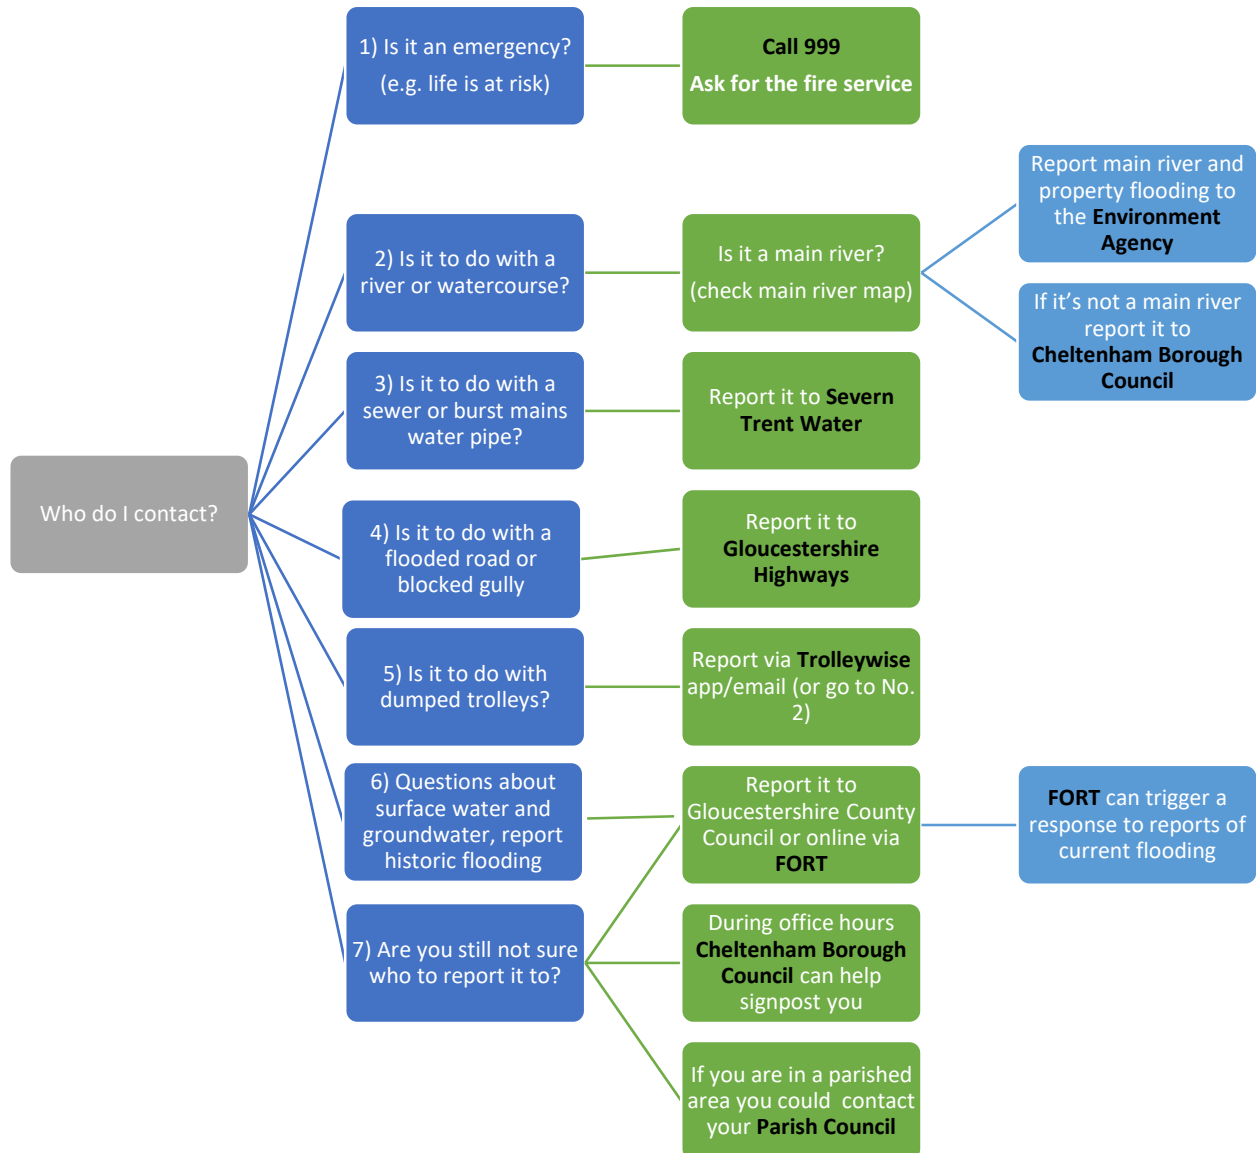 Who do I contact?
1) Is it an emergency?
(e.g. life is at risk)
Call 999
Ask for the fire service
2) Is it to do with a
river or watercourse?
Is it a main river?
(check main river map)
Report main river and
property flooding to
the Environment
Agency
If it’s not a main river
report it to
Cheltenham Borough
Council
3) Is it to do with a
sewer or burst mains
water pipe?
Report it to Severn
Trent Water
4) Is it to do with a
flooded road or
blocked gully
Report it to
Gloucestershire
Highways
5) Is it to do with
dumped trolleys?
Report via Trolleywise
app/email (or go to No.
2)
6) Questions about
surface water and
groundwater, report
historic flooding
Report it to
Gloucestershire County
Council or online via
FORT
FORT can trigger a
response to reports of
current flooding
7) Are you still not sure
who to report it to?
During office hours
Cheltenham Borough
Council can help
signpost you
If you are in a parished
area you could contact
your Parish Council